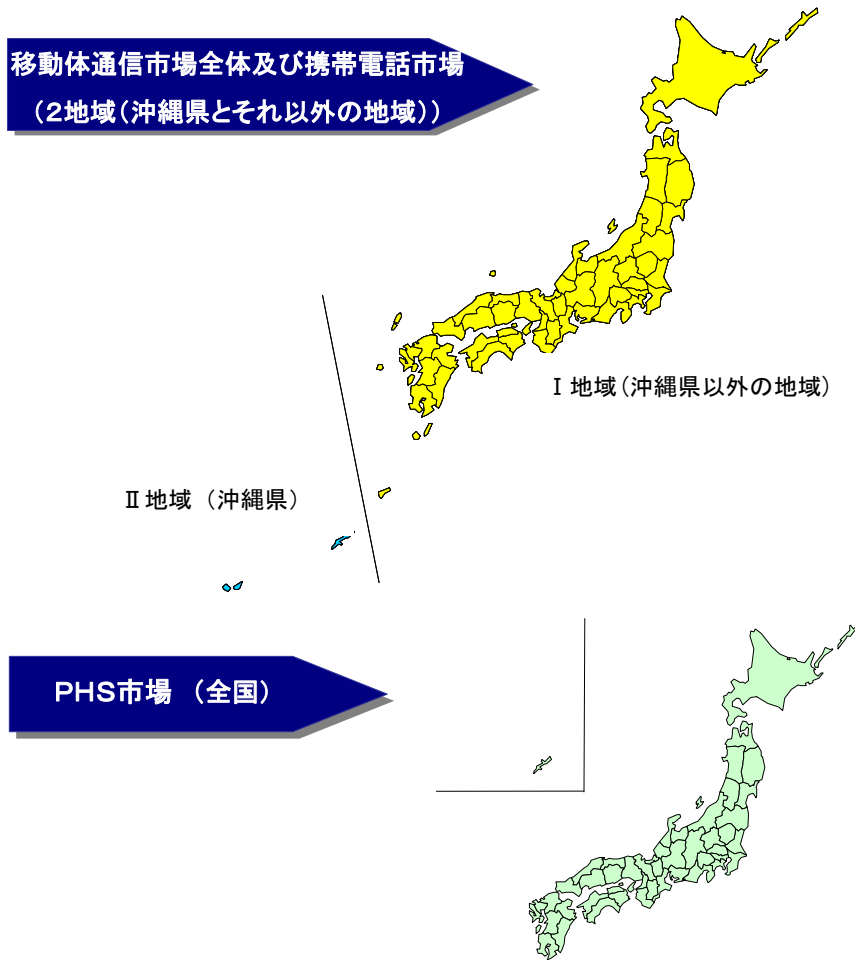 移動体通信市場全体及び携帯電話市場
（２地域（沖縄県とそれ以外の地域））
Ⅰ地域（沖縄県以外の地域）
Ⅱ地域（沖縄県）
ＰＨＳ市場　（全国）